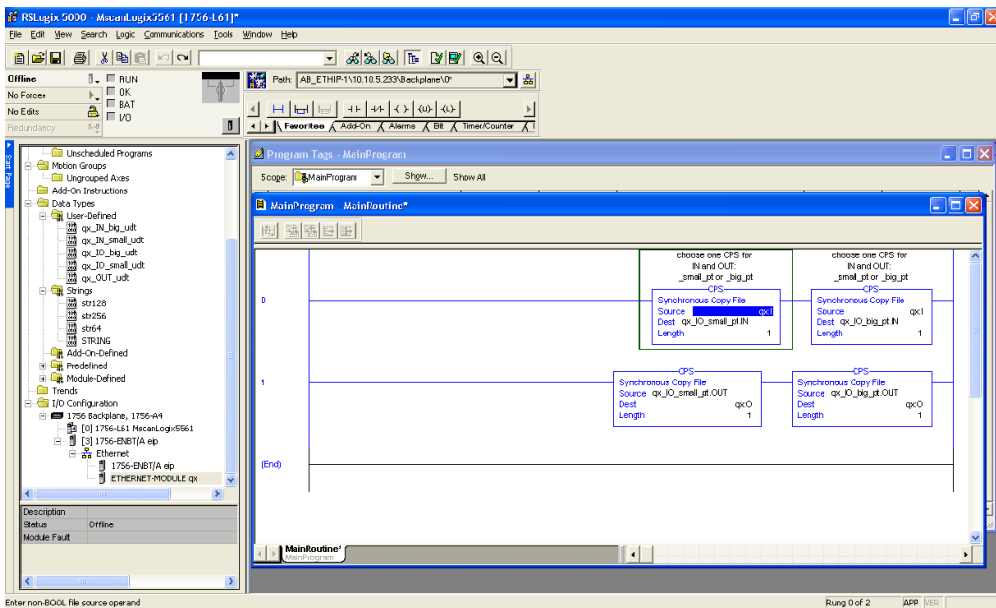 RSLogix 5000 - MscanLogix5561 [1756-L61]*
File Edit View Search Logic Communications Tools Window Help
Offline
RUN
No Forces
OK
No Edits
BAT
I/O
Redundancy
Path: AB_ETHIP-1\10.10.5.233\Backplane\0*
Favorites Add-On Alarms Bit Timer/Counter
Start Page
Unscheduled Programs
Motion Groups
Ungrouped Axes
Add-On Instructions
Data Types
User-Defined
qx_IN_big_udt
qx_IN_small_udt
qx_IO_big_udt
qx_IO_small_udt
qx_OUT_udt
Strings
str128
str256
str64
STRING
Add-On-Defined
Predefined
Module-Defined
Trends
I/O Configuration
1756 Backplane, 1756-A4
[0] 1756-L61 MscanLogix5561
[3] 1756-ENBT/A eip
Ethernet
1756-ENBT/A eip
ETHERNET-MODULE qx
Description
Status Offline
Module Fault
Program Tags - MainProgram
Scope: MainProgram Show... Show All
MainProgram - MainRoutine*
choose one CPS for
IN and OUT:
_small_pt or _big_pt
CPS
Synchronous Copy File
Source qx:I
Dest qx_IO_small_pt.IN
Length 1
choose one CPS for
IN and OUT:
_small_pt or _big_pt
CPS
Synchronous Copy File
Source qx:I
Dest qx_IO_big_pt.IN
Length 1
0
CPS
Synchronous Copy File
Source qx_IO_small_pt.OUT
Dest qx:O
Length 1
CPS
Synchronous Copy File
Source qx_IO_big_pt.OUT
Dest qx:O
Length 1
1
(End)
MainRoutine*
MainProgram
Enter non-BOOL file source operand
Rung 0 of 2
APP VER